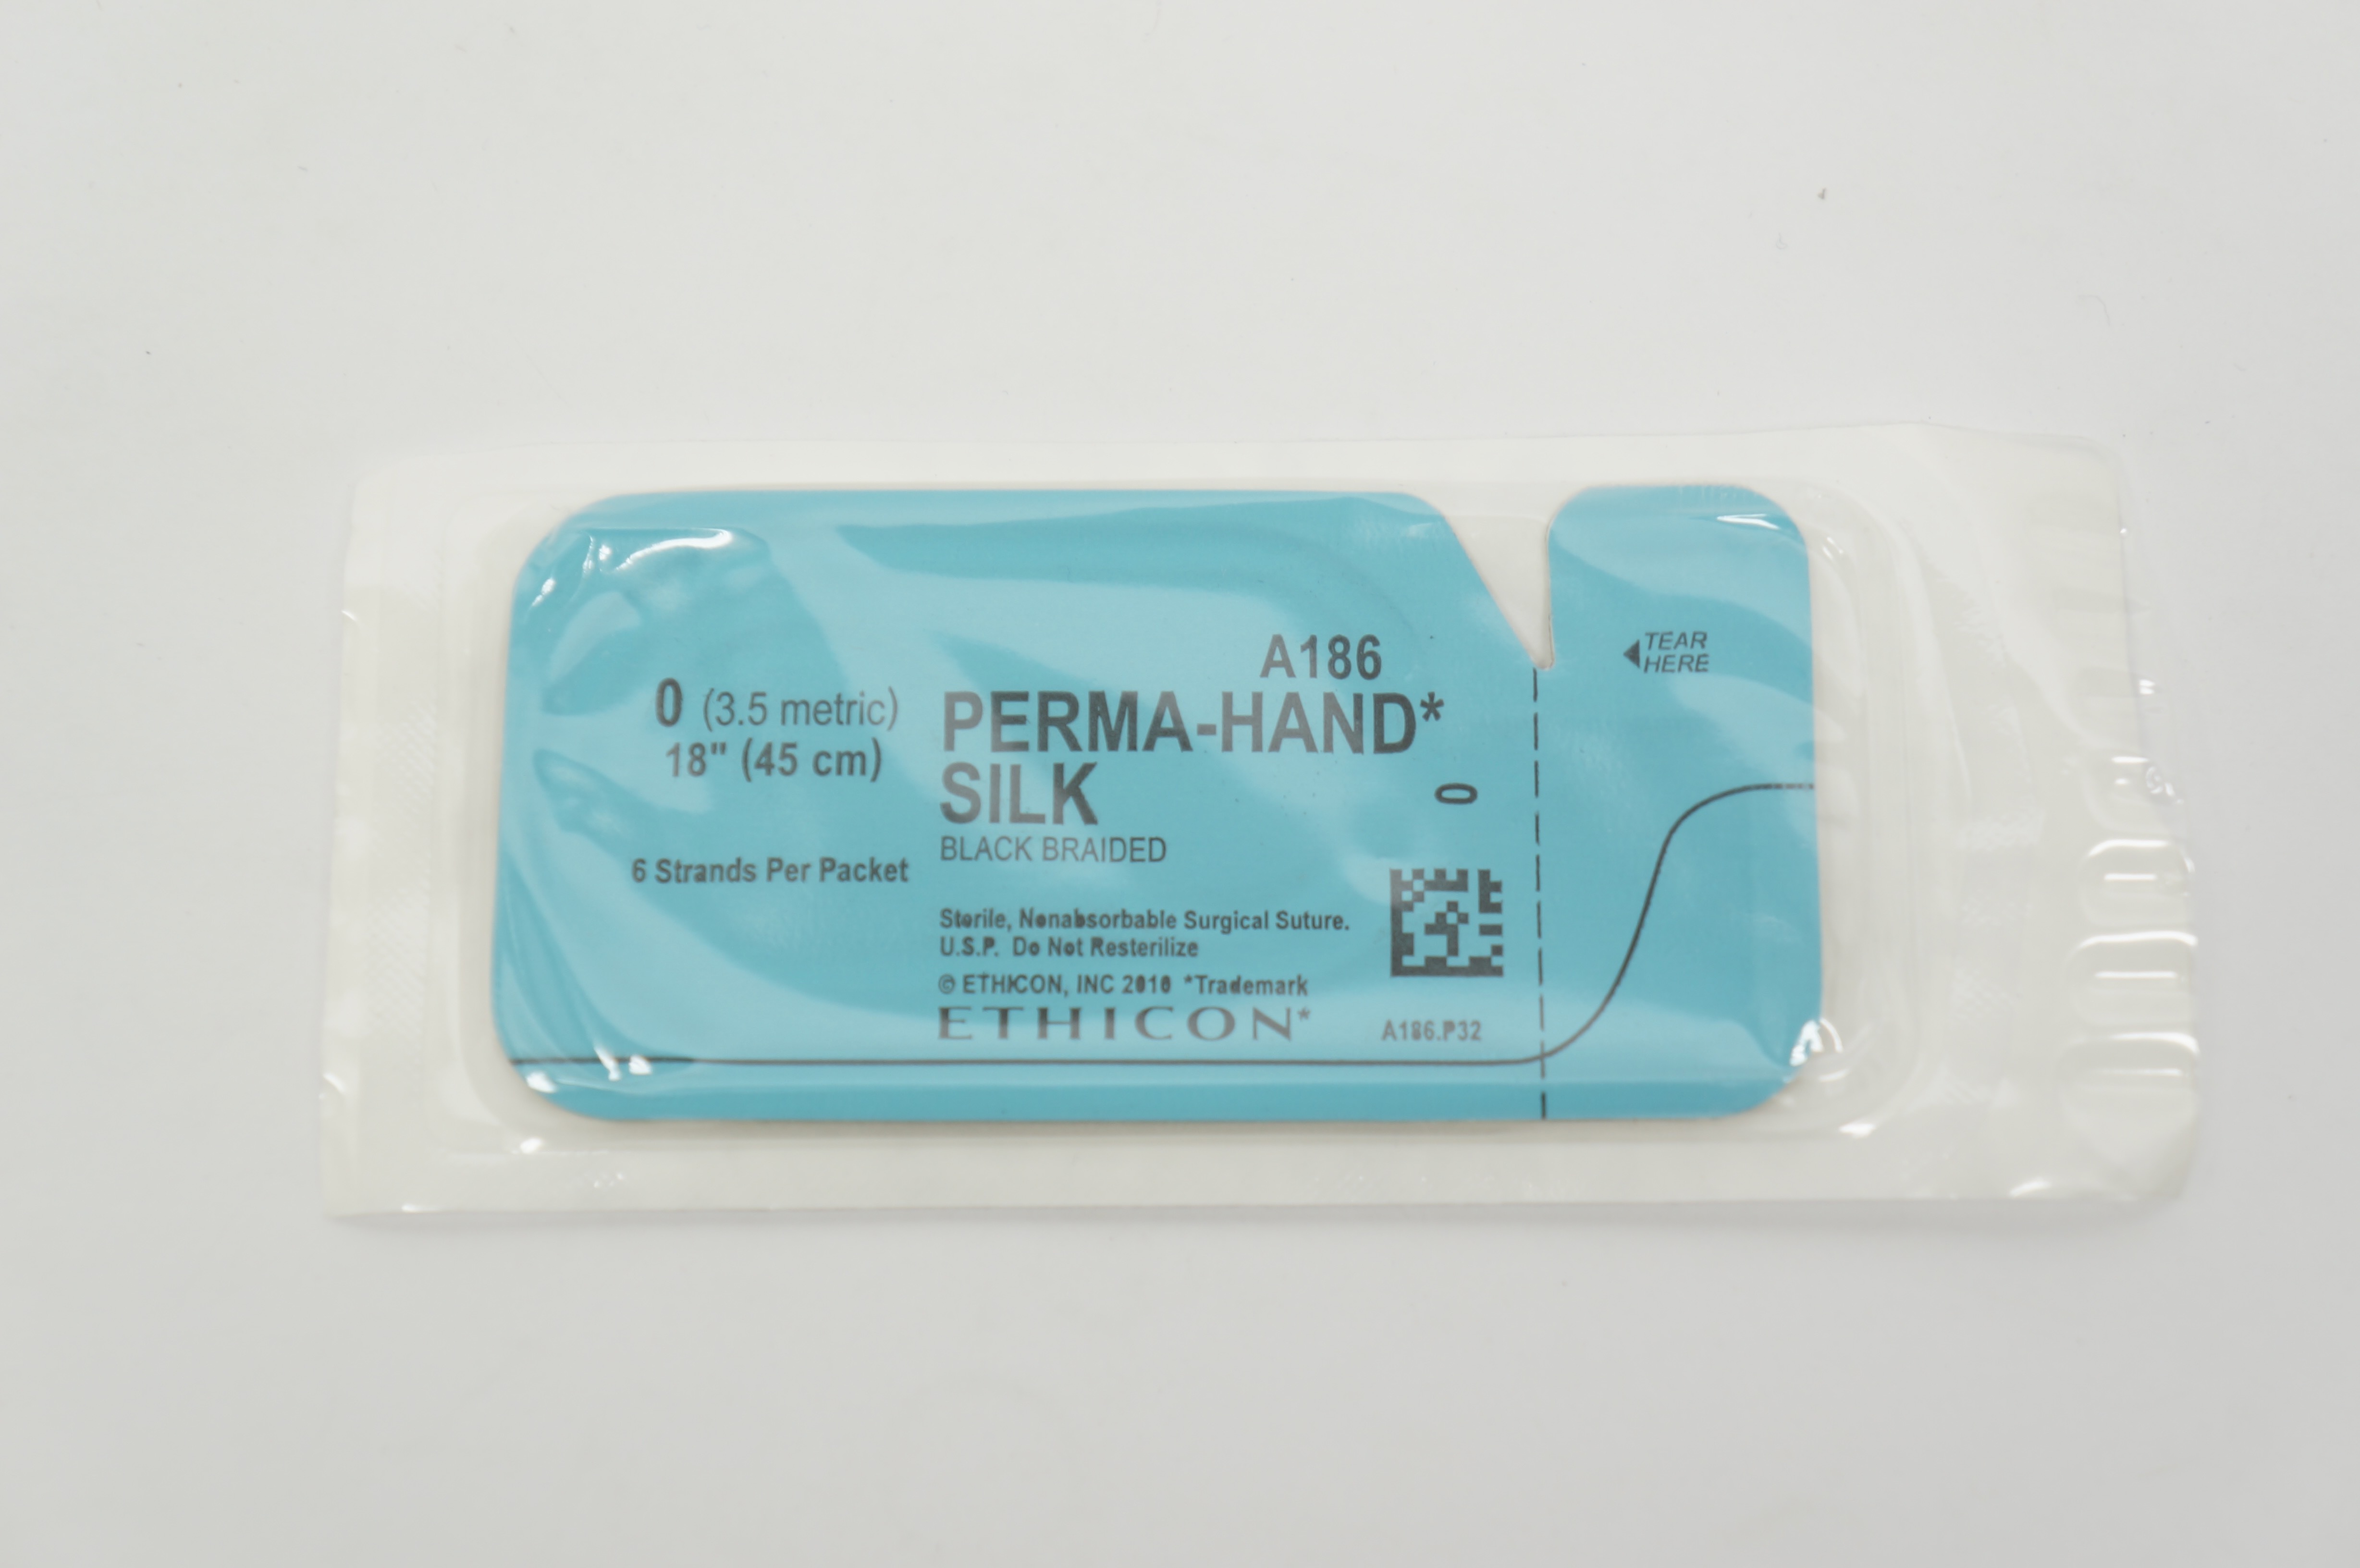 A186
0 (3.5 metric)
18" (45 cm)
6 Strands Per Packet
PERMA-HAND*
SILK
BLACK BRAIDED
0
Sterile, Nonabsorbable Surgical Suture.
U.S.P. Do Not Resterilize
© ETHICON, INC 2010 *Trademark
ETHICON*
A186.P32
TEAR
HERE